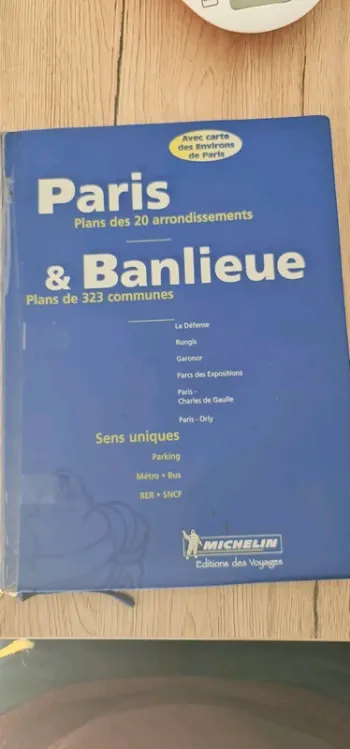 Avec carte
des Environs
de Paris
Paris
Plans des 20 arrondissements
& Banlieue
Plans de 323 communes
La Défense
Rungis
Garonor
Parcs des Expositions
Paris -
Charles de Gaulle
Paris - Orly
Sens uniques
Parking
Métro • Bus
RER • SNCF
MICHELIN
Editions des Voyages